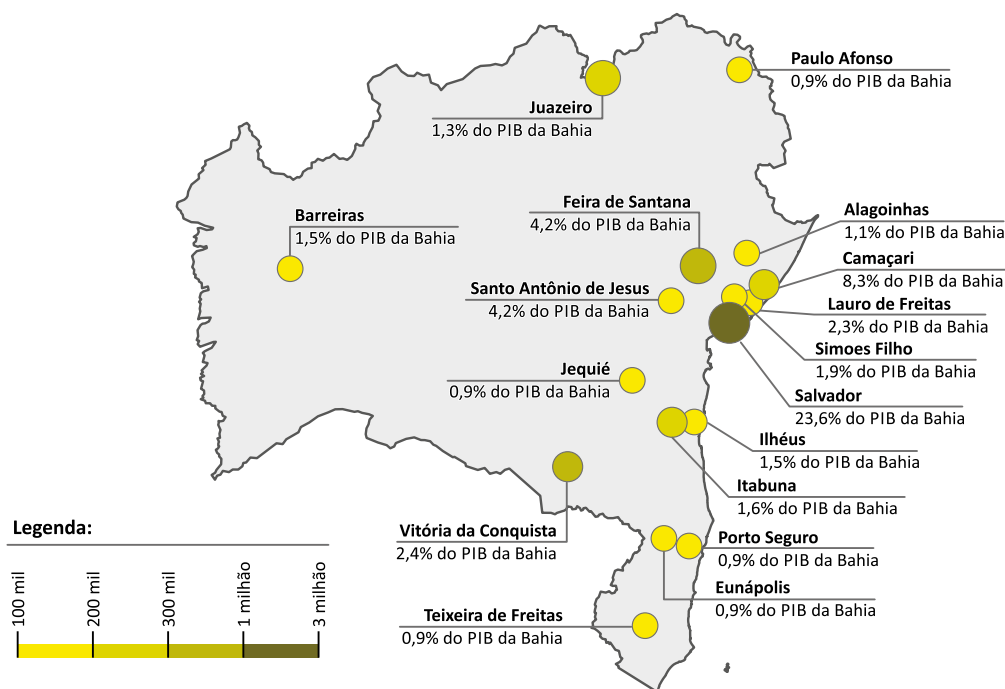 Paulo Afonso
0,9% do PIB da Bahia
Juazeiro
1,3% do PIB da Bahia
Feira de Santana
4,2% do PIB da Bahia
Alagoinhas
1,1% do PIB da Bahia
Barreiras
1,5% do PIB da Bahia
Camaçari
8,3% do PIB da Bahia
Santo Antônio de Jesus
4,2% do PIB da Bahia
Lauro de Freitas
2,3% do PIB da Bahia
Simoes Filho
1,9% do PIB da Bahia
Jequié
0,9% do PIB da Bahia
Salvador
23,6% do PIB da Bahia
Ilhéus
1,5% do PIB da Bahia
Itabuna
1,6% do PIB da Bahia
Vitória da Conquista
2,4% do PIB da Bahia
Porto Seguro
0,9% do PIB da Bahia
Eunápolis
0,9% do PIB da Bahia
Teixeira de Freitas
0,9% do PIB da Bahia
Legenda:
100 mil
200 mil
300 mil
1 milhão
3 milhão